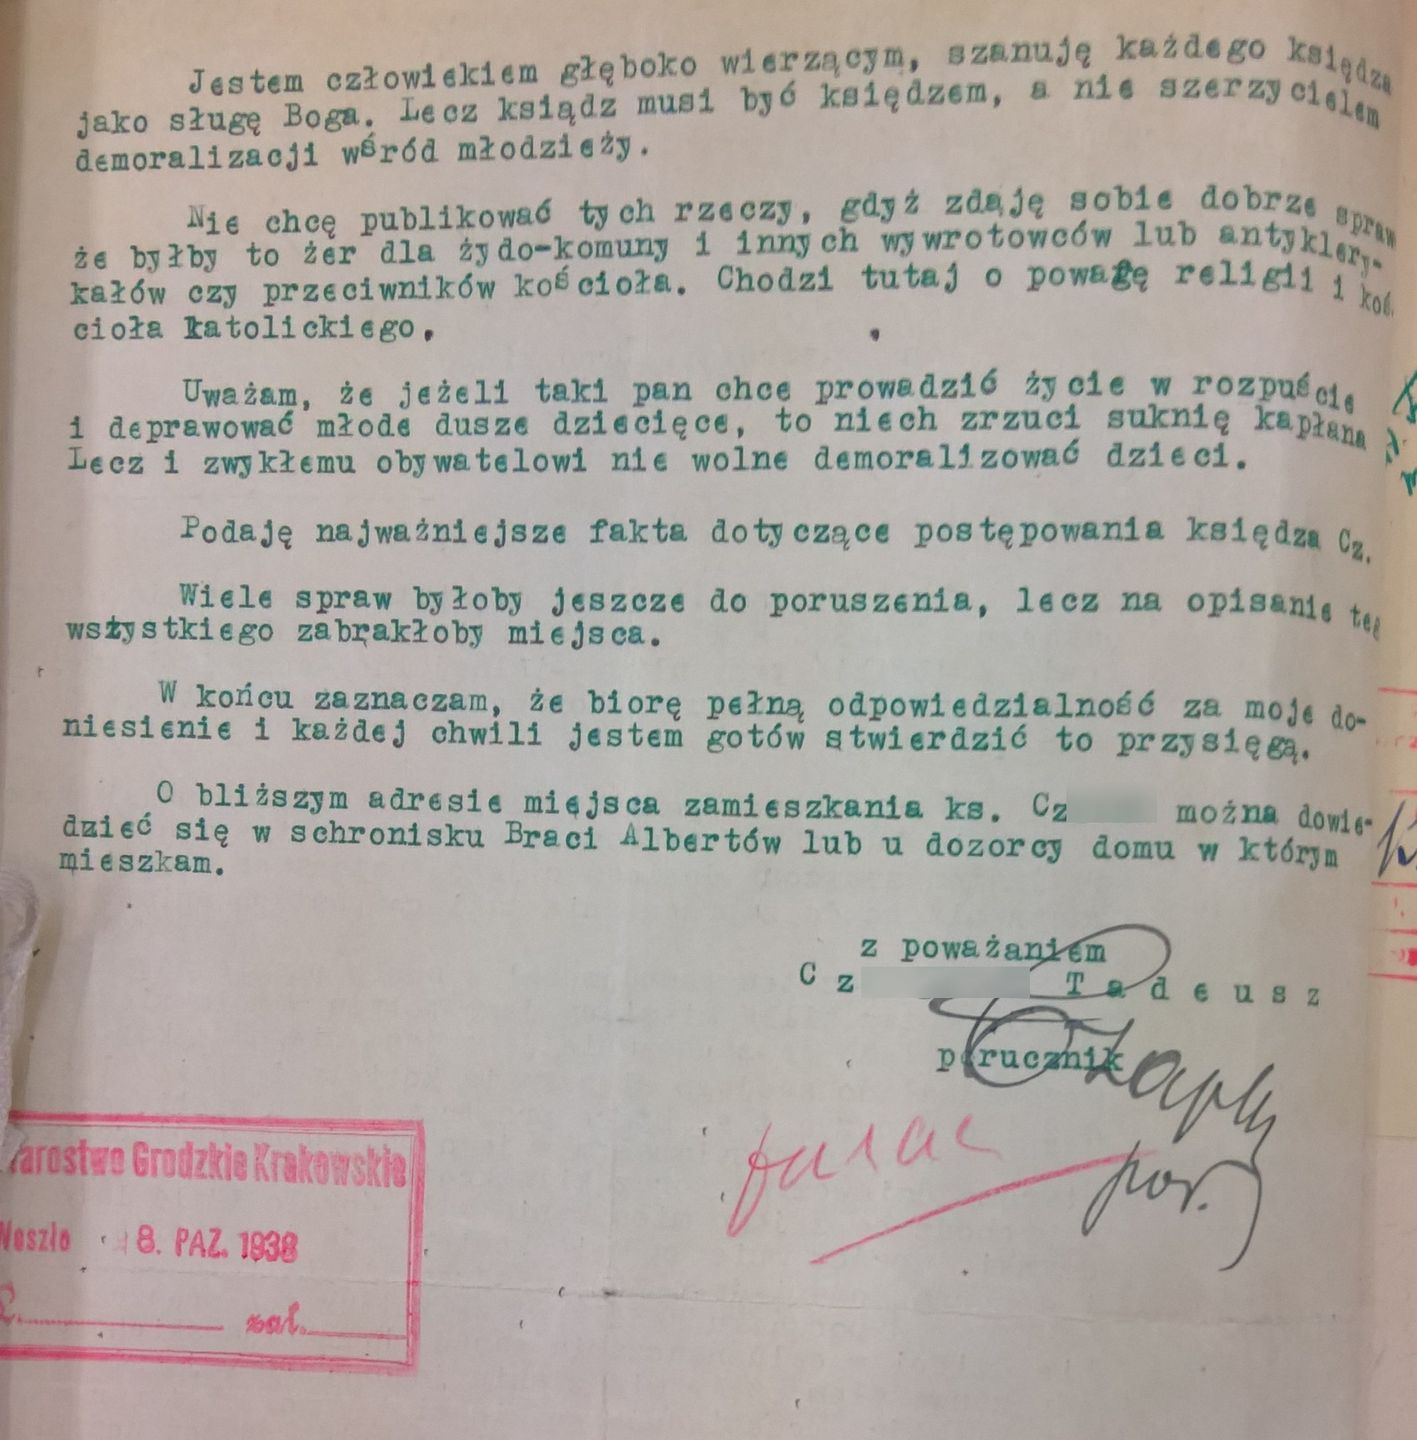 Jestem człowiekiem głęboko wierzącym, szanuję każdego księdza
jako sługę Boga. Lecz ksiądz musi być księdzem, a nie szerzycielem
demoralizacji wśród młodzieży.
Nie chcę publikować tych rzeczy, gdyż zdaję sobie dobrze spraw
że byłby to żer dla żydo-komuny i innych wywrotowców lub antyklery-
kałów czy przeciwników kościoła. Chodzi tutaj o powagę religii i koś.
cioła katolickiego.
Uważam, że jeżeli taki pan chce prowadzić życie w rozpuście
i deprawować młode dusze dziecięce, to niech zrzuci suknię kapłana
Lecz i zwykłemu obywatelowi nie wolne demoralizować dzieci.
Podaję najważniejsze fakta dotyczące postępowania księdza Cz.
Wiele spraw byłoby jeszcze do poruszenia, lecz na opisanie teg
wszystkiego zabrakłoby miejsca.
W końcu zaznaczam, że biorę pełną odpowiedzialność za moje do-
niesienie i każdej chwili jestem gotów stwierdzić to przysięgą.
O bliższym adresie miejsca zamieszkania ks. Cz można dowie-
dzieć się w schronisku Braci Albertów lub u dozorcy domu w którym
mieszkam.
z poważaniem
Cz Tadeusz
porucznik
por.
Starostwo Grodzkie Krakowskie
Weszło 8. PAZ. 1938
L. zał.